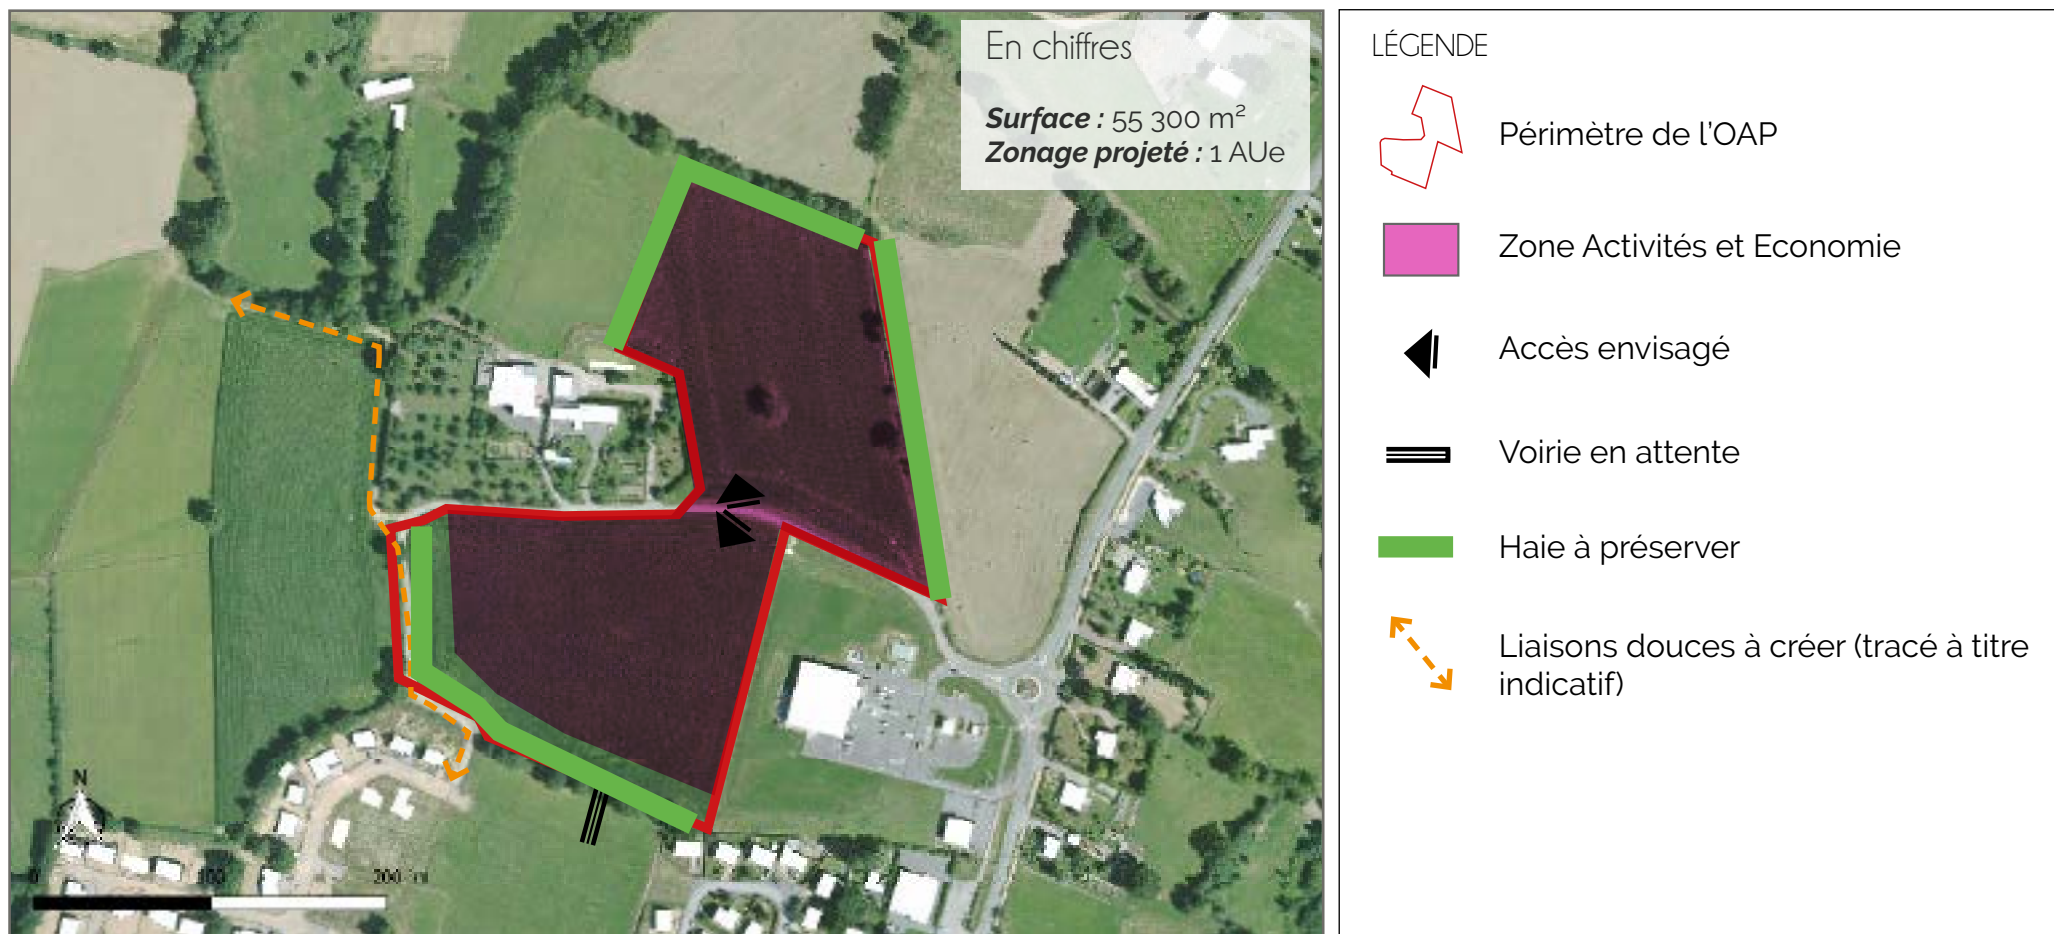 En chiffres
Surface : 55 300 m²
Zonage projeté : 1 AUe
N
0 100 200 m
LÉGENDE
Périmètre de l'OAP
Zone Activités et Economie
Accès envisagé
Voirie en attente
Haie à préserver
Liaisons douces à créer (tracé à titre
indicatif)